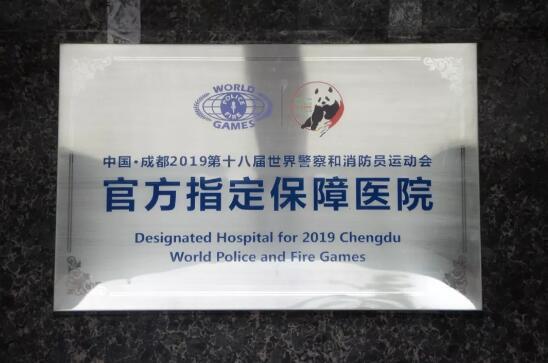 WORLD
POLICE
FIRE
GAMES
中国·成都2019第十八届世界警察和消防员运动会
官方指定保障医院
Designated Hospital for 2019 Chengdu
World Police and Fire Games